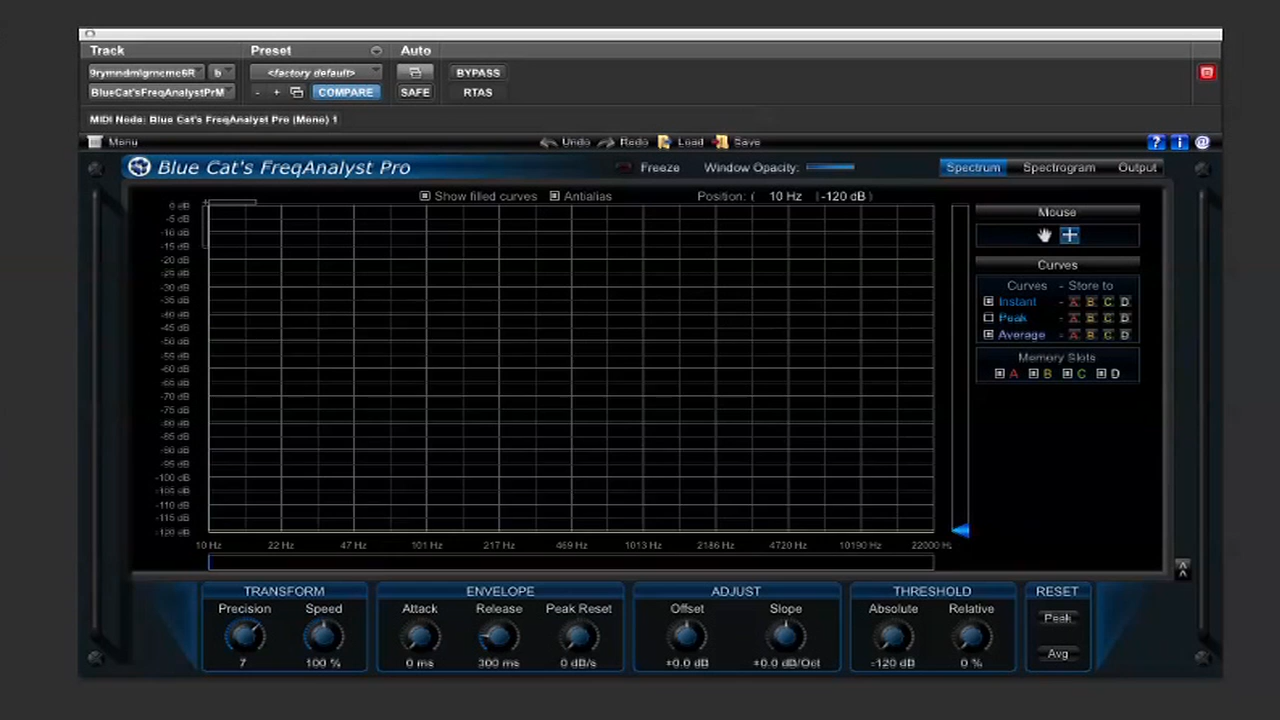 Track Preset Auto
9rymndmlgmcmc6R b <factory default> BYPASS
BlueCat'sFreqAnalystPrM - + COMPARE SAFE RTAS
MIDI Node: Blue Cat's FreqAnalyst Pro (Mono) 1
Menu Undo Redo Load Save ? i @
Blue Cat's FreqAnalyst Pro Freeze Window Opacity: Spectrum Spectrogram Output
Show filled curves Antialias Position: ( 10 Hz | -120 dB )
Mouse
Curves
Curves - Store to
Instant - A B C D
Peak - A B C D
Average - A B C D
Memory Slots
A B C D
0 dB
-5 dB
-10 dB
-15 dB
-20 dB
-25 dB
-30 dB
-35 dB
-40 dB
-45 dB
-50 dB
-55 dB
-60 dB
-65 dB
-70 dB
-75 dB
-80 dB
-85 dB
-90 dB
-95 dB
-100 dB
-105 dB
-110 dB
-115 dB
-120 dB
10 Hz 22 Hz 47 Hz 101 Hz 217 Hz 469 Hz 1013 Hz 2186 Hz 4720 Hz 10190 Hz 22000 H
TRANSFORM ENVELOPE ADJUST THRESHOLD RESET
Precision Speed Attack Release Peak Reset Offset Slope Absolute Relative Peak
7 100 % 0 ms 300 ms 0 dB/s +0.0 dB +0.0 dB/Oct -120 dB 0 % Avg